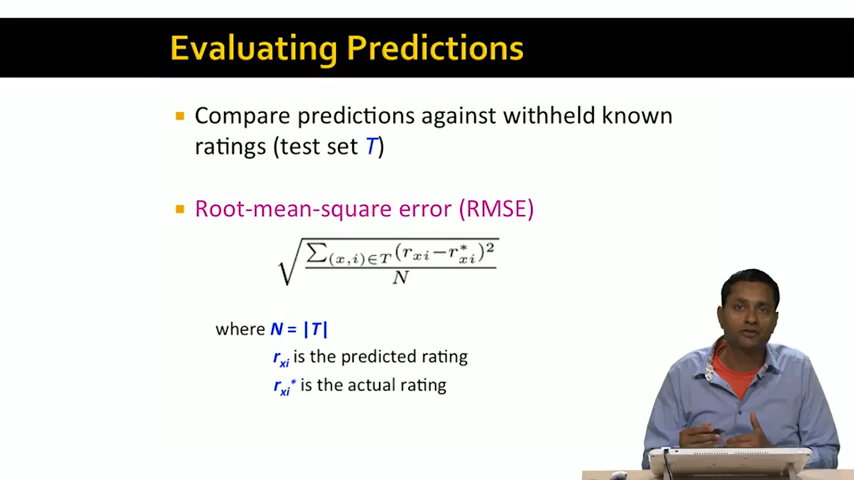 Evaluating Predictions
Compare predictions against withheld known
ratings (test set T)
Root-mean-square error (RMSE)
√(∑(x,i)∈T (r_xi − r*_xi)² / N)
where N = |T|
r_xi is the predicted rating
r_xi* is the actual rating